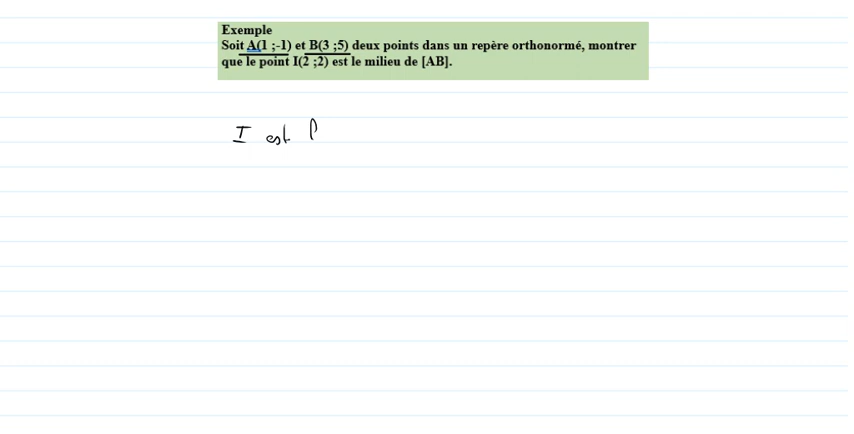 Exemple
Soit A(1 ;-1) et B(3 ;5) deux points dans un repère orthonormé, montrer
que le point I(2 ;2) est le milieu de [AB].
I est